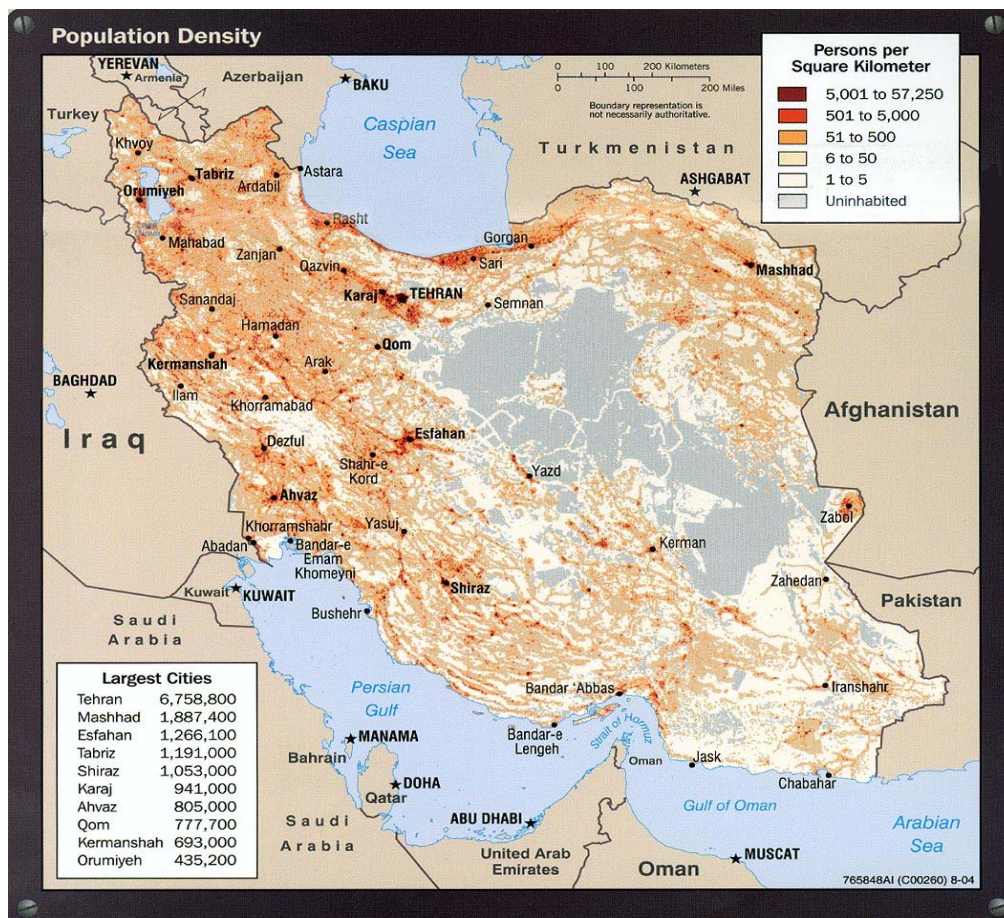 Population Density
YEREVAN
Armenia
Azerbaijan
BAKU
Turkey
Caspian
Sea
0 100 200 Kilometers
0 100 200 Miles
Boundary representation is
not necessarily authoritative.
Persons per
Square Kilometer
5,001 to 57,250
501 to 5,000
51 to 500
6 to 50
1 to 5
Uninhabited
Turkmenistan
ASHGABAT
Khvoy
Tabriz
Ardabil
Astara
Orumiyeh
Rasht
Mahabad
Zanjan
Qazvin
Gorgan
Sari
Mashhad
Karaj
TEHRAN
Semnan
Sanandaj
Hamadan
Qom
Kermanshah
Arak
BAGHDAD
Ilam
Khorramabad
Afghanistan
Iraq
Dezful
Esfahan
Shahr-e
Kord
Yazd
Ahvaz
Zabol
Khorramshahr
Yasuj
Abadan
Bandar-e
Emam
Khomeyni
Kerman
Zahedan
Kuwait
KUWAIT
Shiraz
Pakistan
Saudi
Arabia
Bushehr
Largest Cities
Tehran 6,758,800
Mashhad 1,887,400
Esfahan 1,266,100
Tabriz 1,191,000
Shiraz 1,053,000
Karaj 941,000
Ahvaz 805,000
Qom 777,700
Kermanshah 693,000
Orumiyeh 435,200
Persian
Gulf
Bandar 'Abbas
Iranshahr
Bandar-e
Lengeh
Strait of Hormuz
MANAMA
Bahrain
Oman
Jask
Chabahar
DOHA
Qatar
Gulf of Oman
Saudi
Arabia
ABU DHABI
Arabian
Sea
United Arab
Emirates
Oman
MUSCAT
765848AI (C00260) 8-04